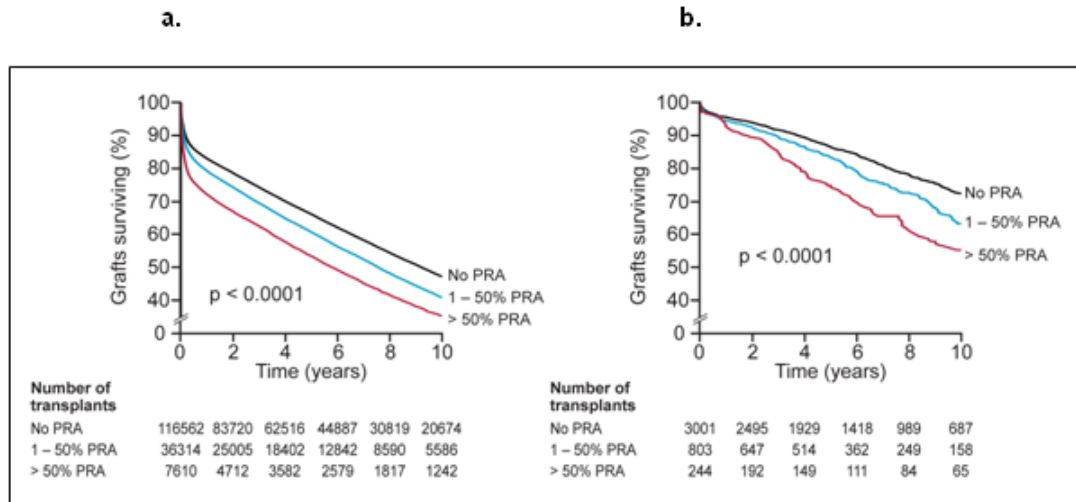 a.
b.
100
90
80
70
60
50
40
0
Grafts surviving (%)
No PRA
1 – 50% PRA
> 50% PRA
p < 0.0001
0 2 4 6 8 10
Time (years)
Number of
transplants
No PRA 116562 83720 62516 44887 30819 20674
1 – 50% PRA 36314 25005 18402 12842 8590 5586
> 50% PRA 7610 4712 3582 2579 1817 1242
100
90
80
70
60
50
40
0
Grafts surviving (%)
No PRA
1 – 50% PRA
> 50% PRA
p < 0.0001
0 2 4 6 8 10
Time (years)
Number of
transplants
No PRA 3001 2495 1929 1418 989 687
1 – 50% PRA 803 647 514 362 249 158
> 50% PRA 244 192 149 111 84 65